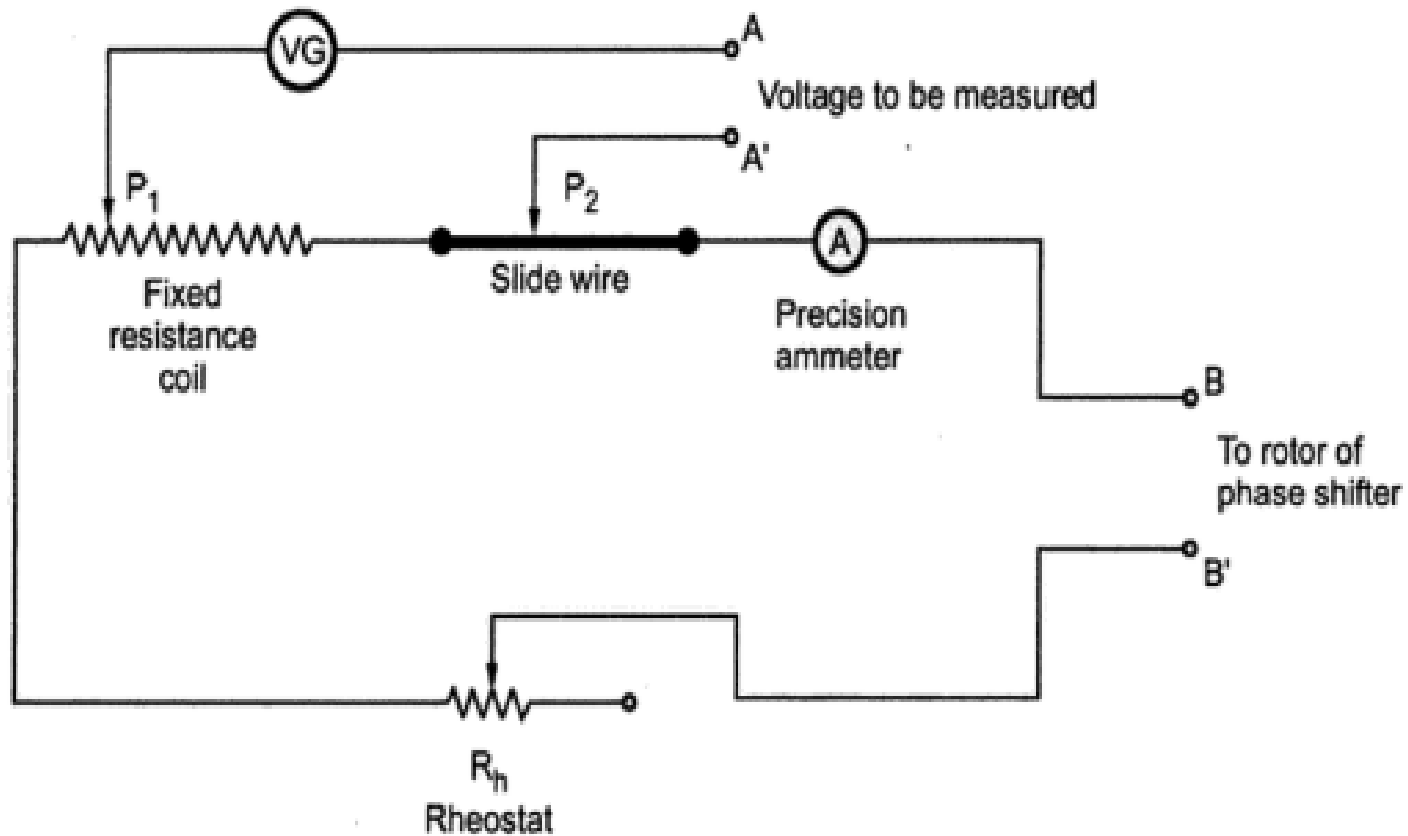 VG
A
Voltage to be measured
A'
P1
P2
Fixed
resistance
coil
Slide wire
A
Precision
ammeter
B
To rotor of
phase shifter
B'
Rh
Rheostat